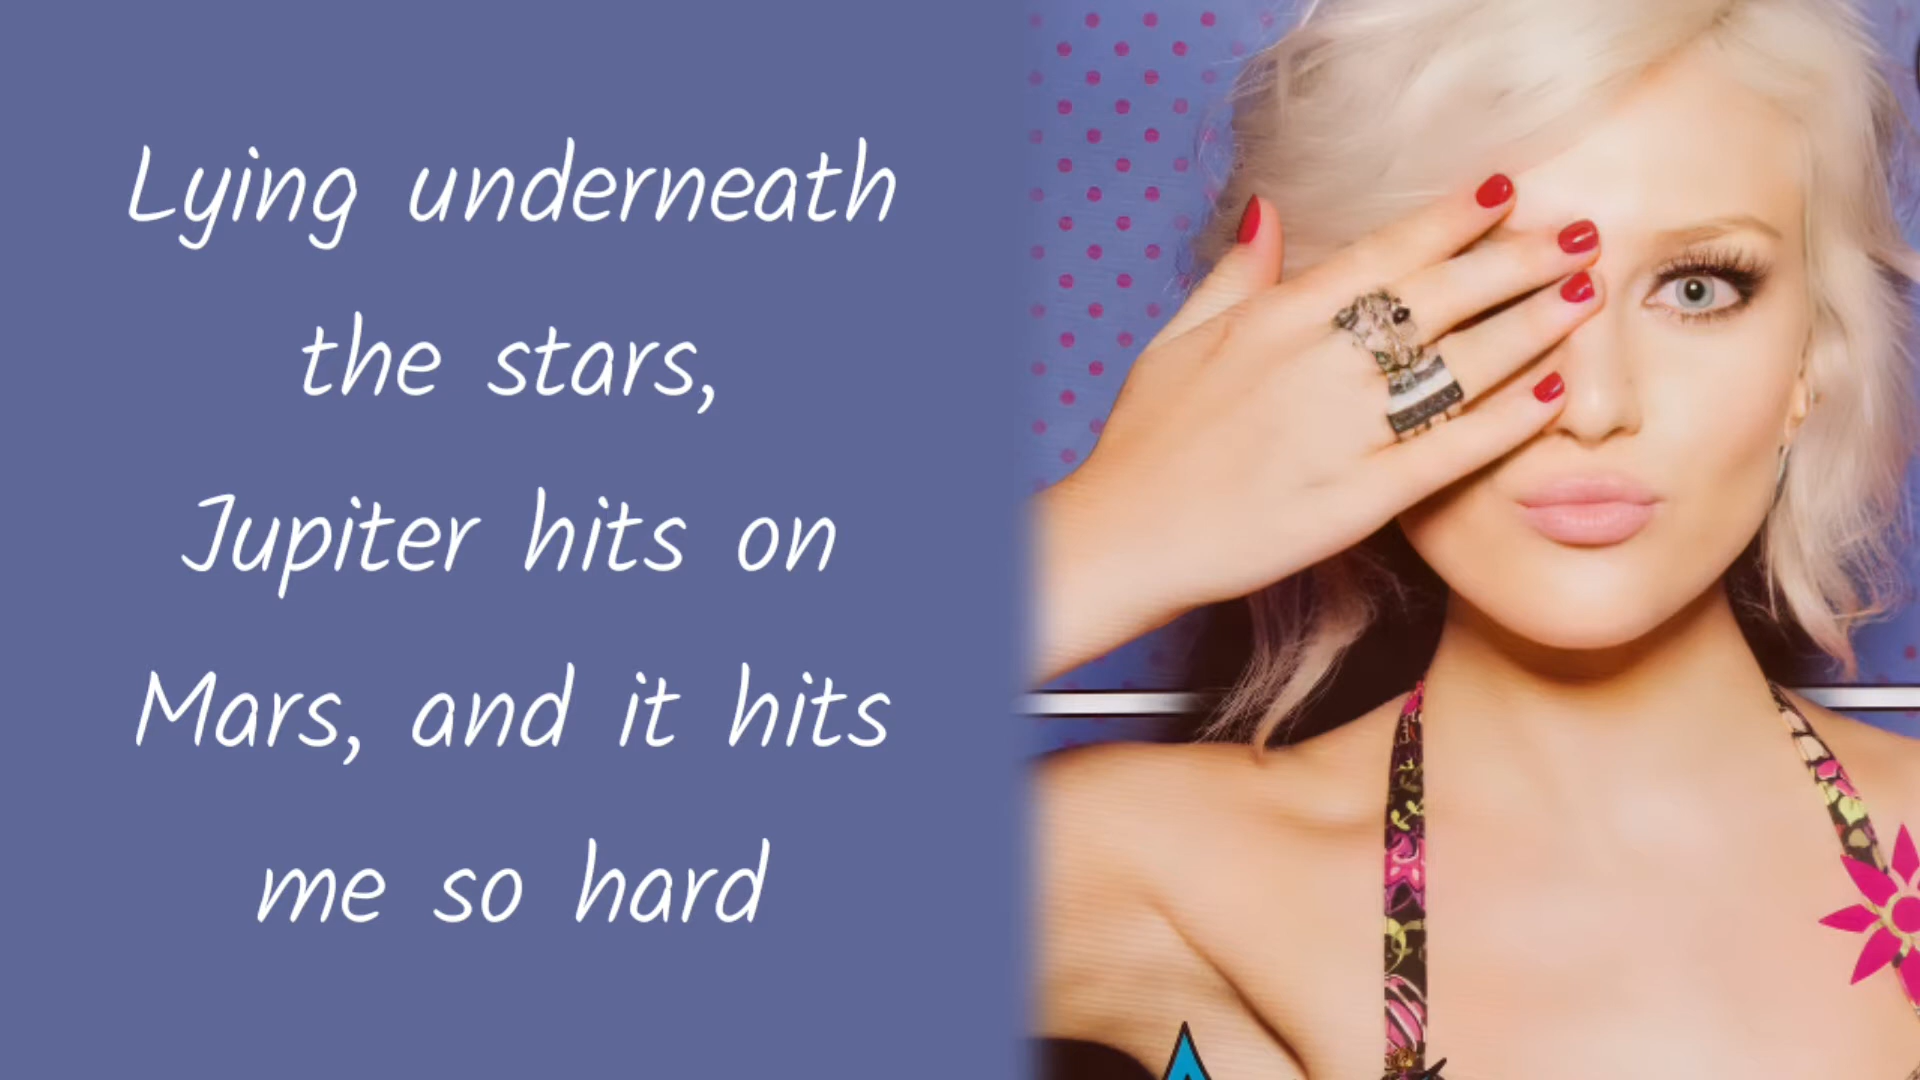 Lying underneath
the stars,
Jupiter hits on
Mars, and it hits
me so hard